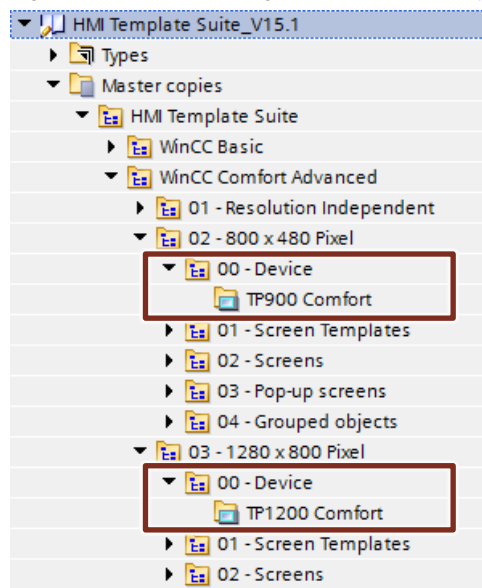 HMI Template Suite_V15.1
Types
Master copies
HMI Template Suite
WinCC Basic
WinCC Comfort Advanced
01 - Resolution Independent
02 - 800 x 480 Pixel
00 - Device
TP900 Comfort
01 - Screen Templates
02 - Screens
03 - Pop-up screens
04 - Grouped objects
03 - 1280 x 800 Pixel
00 - Device
TP1200 Comfort
01 - Screen Templates
02 - Screens